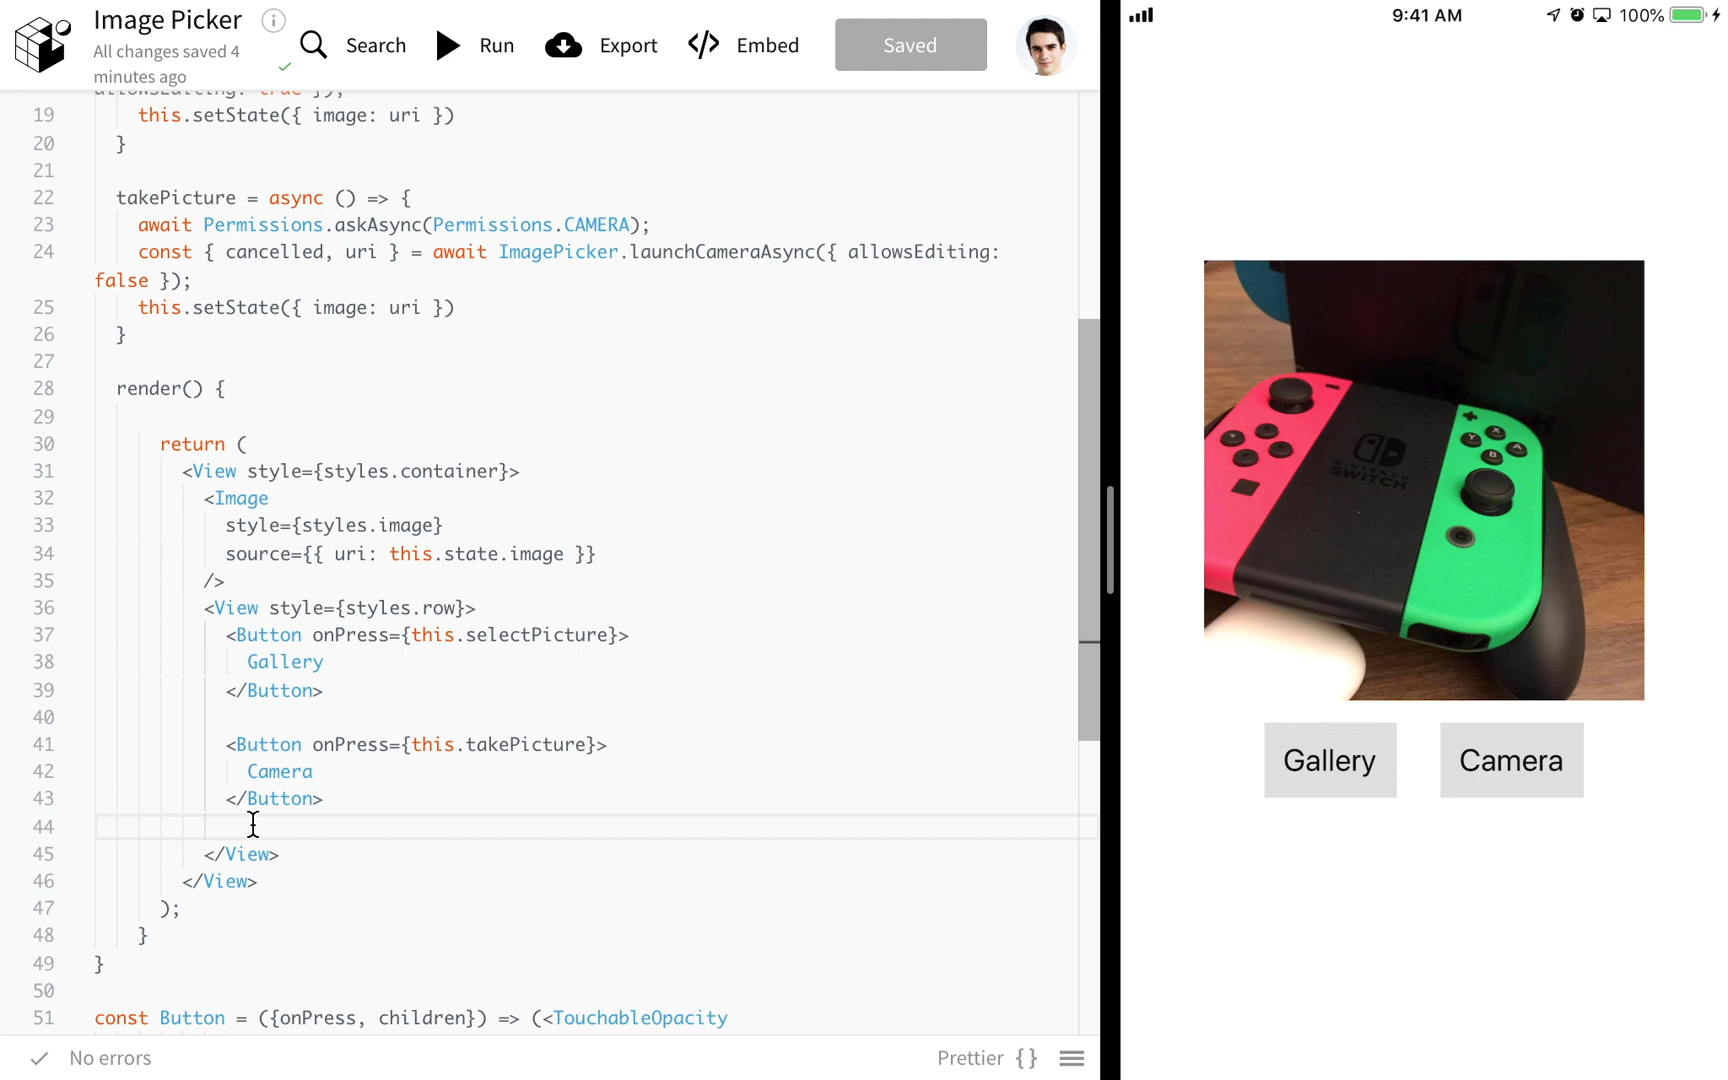 Image Picker
All changes saved 4
minutes ago
Search
Run
Export
Embed
Saved
allowsEditing: true });
19 this.setState({ image: uri })
20 }
21
22 takePicture = async () => {
23 await Permissions.askAsync(Permissions.CAMERA);
24 const { cancelled, uri } = await ImagePicker.launchCameraAsync({ allowsEditing:
false });
25 this.setState({ image: uri })
26 }
27
28 render() {
29
30 return (
31 <View style={styles.container}>
32 <Image
33 style={styles.image}
34 source={{ uri: this.state.image }}
35 />
36 <View style={styles.row}>
37 <Button onPress={this.selectPicture}>
38 Gallery
39 </Button>
40
41 <Button onPress={this.takePicture}>
42 Camera
43 </Button>
44
45 </View>
46 </View>
47 );
48 }
49 }
50
51 const Button = ({onPress, children}) => (<TouchableOpacity
No errors
Prettier {}
9:41 AM
100%
Y
X
A
B
NINTENDO
SWITCH
Gallery
Camera